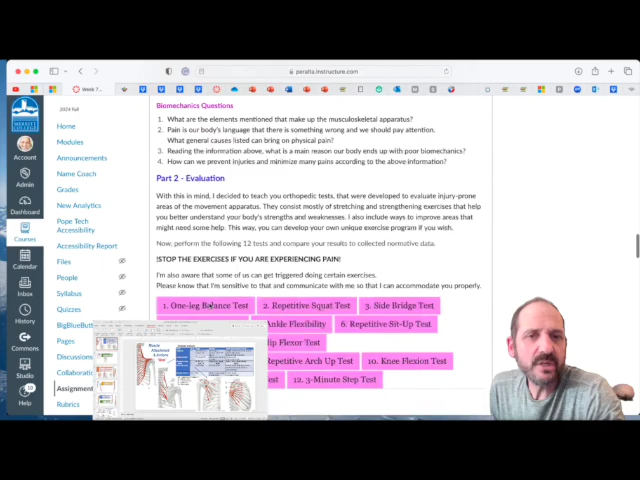 peralta.instructure.com
Week 7...
2024 Fall
MERRITT
COLLEGE
Account
Admin
Dashboard
Courses
Calendar
Inbox
History
Commons
Studio
10
Help
Home
Modules
Announcements
Name Coach
Grades
New Analytics
Pope Tech
Accessibility
Accessibility Report
Files
People
Syllabus
Quizzes
BigBlueButt
Pages
Discussions
Collaboratio
Assignments
Rubrics
Biomechanics Questions
1. What are the elements mentioned that make up the musculoskeletal apparatus?
2. Pain is our body's language that there is something wrong and we should pay attention.
What general causes listed can bring on physical pain?
3. Reading the information above, what is a main reason our body ends up with poor biomechanics?
4. How can we prevent injuries and minimize many pains according to the above information?
Part 2 - Evaluation
With this in mind, I decided to teach you orthopedic tests, that were developed to evaluate injury-prone
areas of the movement apparatus. They consist mostly of stretching and strengthening exercises that help
you better understand your body's strengths and weaknesses. I also include ways to improve areas that
might need some help. This way, you can develop your own unique exercise program if you wish.
Now, perform the following 12 tests and compare your results to collected normative data.
!STOP THE EXERCISES IF YOU ARE EXPERIENCING PAIN!
I'm also aware that some of us can get triggered doing certain exercises.
Please know that I'm sensitive to that and communicate with me so that I can accommodate you properly.
1. One-leg Balance Test
2. Repetitive Squat Test
3. Side Bridge Test
Ankle Flexibility
6. Repetitive Sit-Up Test
lip Flexor Test
Repetitive Arch Up Test
10. Knee Flexion Test
est
12. 3-Minute Step Test
Muscle
Attachment
& Actions